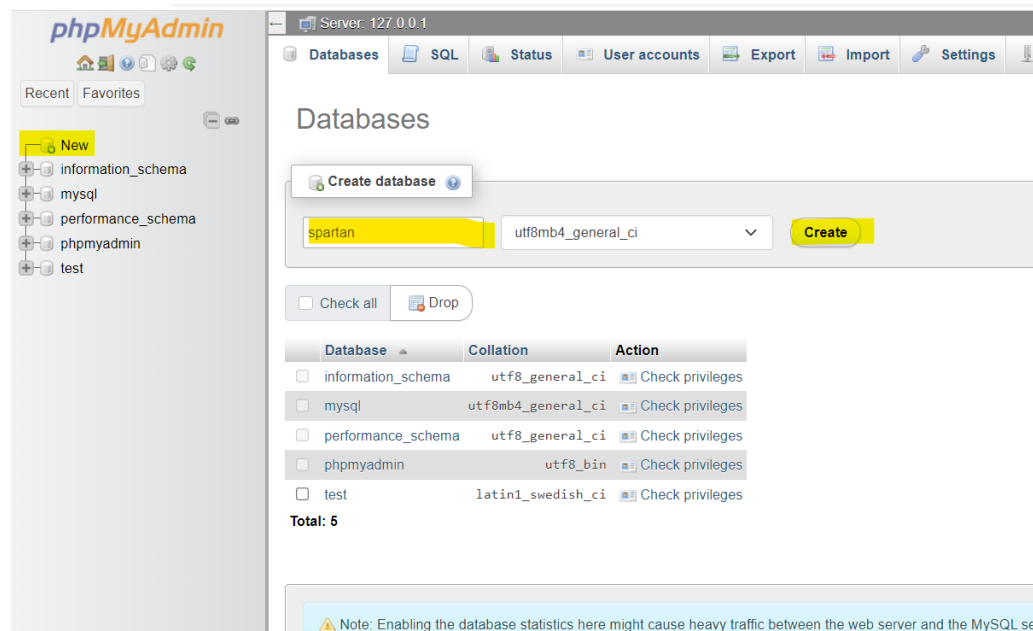 phpMyAdmin
Recent Favorites
New
information_schema
mysql
performance_schema
phpmyadmin
test
Server: 127.0.0.1
Databases SQL Status User accounts Export Import Settings
Databases
Create database
spartan utf8mb4_general_ci Create
Check all Drop
Database Collation Action
information_schema utf8_general_ci Check privileges
mysql utf8mb4_general_ci Check privileges
performance_schema utf8_general_ci Check privileges
phpmyadmin utf8_bin Check privileges
test latin1_swedish_ci Check privileges
Total: 5
Note: Enabling the database statistics here might cause heavy traffic between the web server and the MySQL se